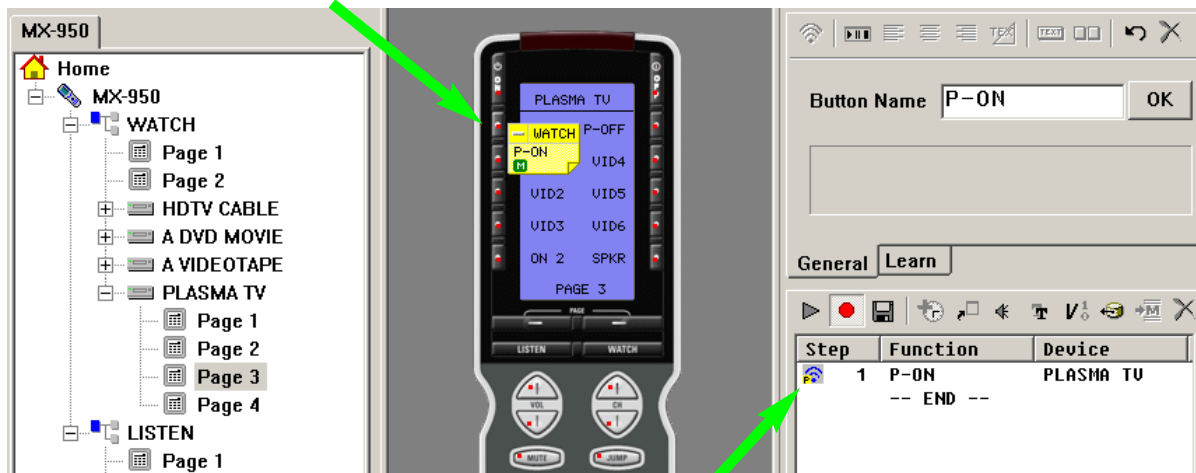 MX-950
Home
MX-950
WATCH
Page 1
Page 2
HDTV CABLE
A DVD MOVIE
A VIDEOTAPE
PLASMA TV
Page 1
Page 2
Page 3
Page 4
LISTEN
Page 1
ON
OFF
PLASMA TV
WATCH
P-OFF
P-ON
M
VID4
VID2 VID5
VID3 VID6
ON 2 SPKR
PAGE 3
PAGE
LISTEN WATCH
VOL CH
MUTE JUMP
TEXT
Button Name P-ON OK
General Learn
Step Function Device
P 1 P-ON PLASMA TV
-- END --